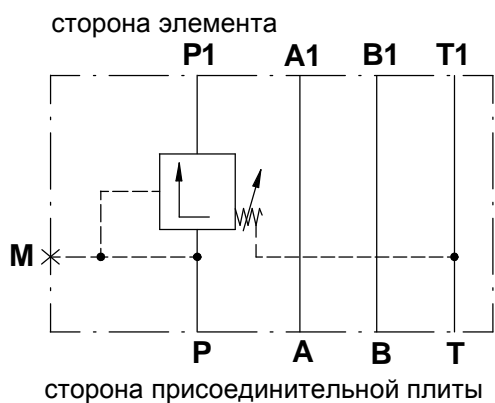 сторона элемента
P1 A1 B1 T1
M
P A B T
сторона присоединительной плиты